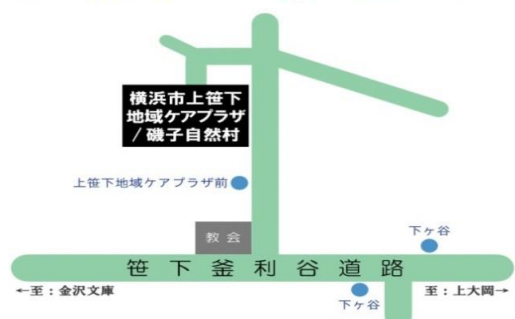 横浜市上笹下
地域ケアプラザ
/ 磯子自然村
上笹下地域ケアプラザ前
教会
下ヶ谷
笹下釜利谷道路
←至：金沢文庫
下ヶ谷
至：上大岡→